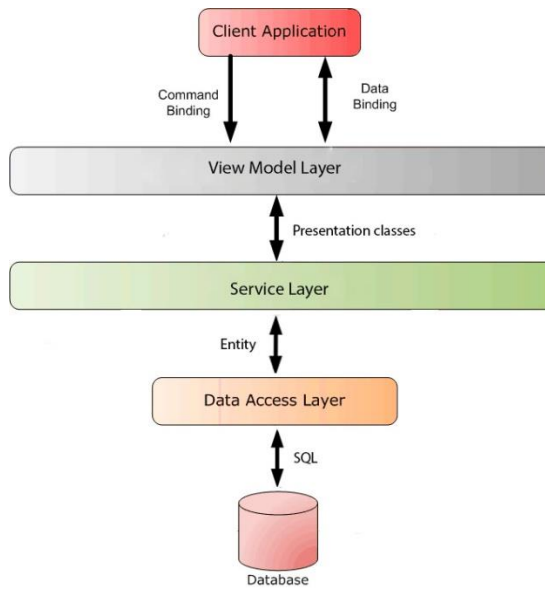 Client Application
Command
Binding
Data
Binding
View Model Layer
Presentation classes
Service Layer
Entity
Data Access Layer
SQL
Database